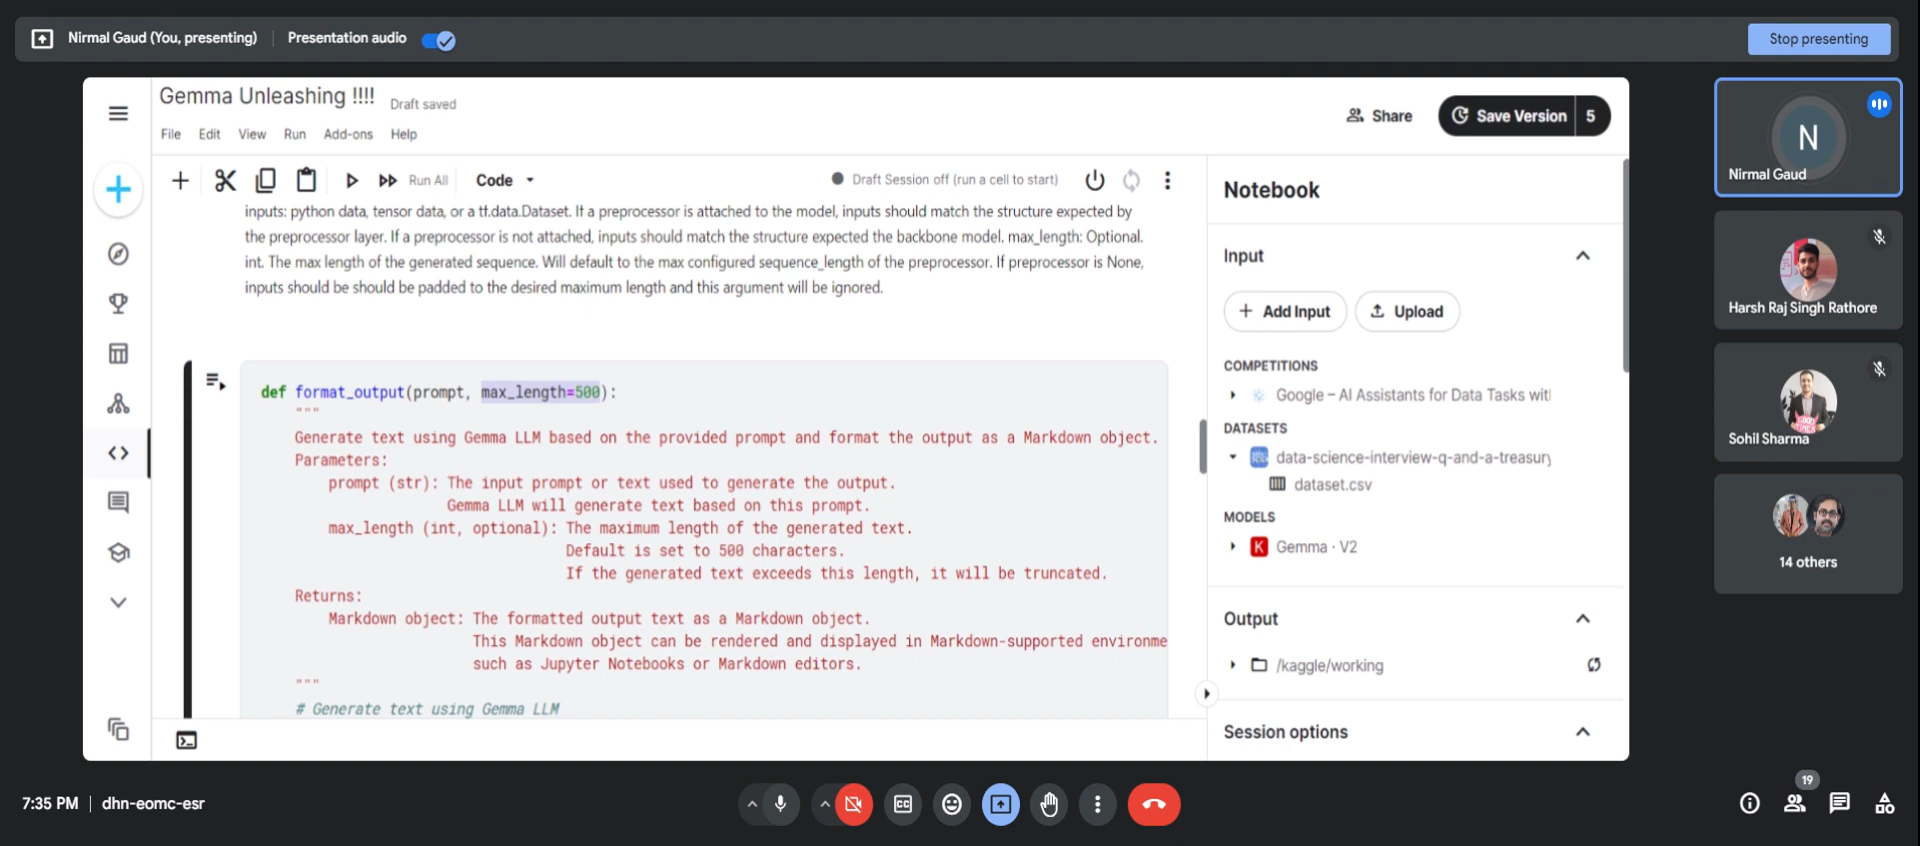 Nirmal Gaud (You, presenting)
Presentation audio
Stop presenting
Gemma Unleashing !!!!
Draft saved
File Edit View Run Add-ons Help
Share
Save Version
5
Run All
Code
Draft Session off (run a cell to start)
inputs: python data, tensor data, or a tf.data.Dataset. If a preprocessor is attached to the model, inputs should match the structure expected by
the preprocessor layer. If a preprocessor is not attached, inputs should match the structure expected the backbone model. max_length: Optional.
int. The max length of the generated sequence. Will default to the max configured sequence_length of the preprocessor. If preprocessor is None,
inputs should be should be padded to the desired maximum length and this argument will be ignored.
def format_output(prompt, max_length=500):
"""
Generate text using Gemma LLM based on the provided prompt and format the output as a Markdown object.
Parameters:
prompt (str): The input prompt or text used to generate the output.
Gemma LLM will generate text based on this prompt.
max_length (int, optional): The maximum length of the generated text.
Default is set to 500 characters.
If the generated text exceeds this length, it will be truncated.
Returns:
Markdown object: The formatted output text as a Markdown object.
This Markdown object can be rendered and displayed in Markdown-supported environme
such as Jupyter Notebooks or Markdown editors.
"""
# Generate text using Gemma LLM
Notebook
Input
Add Input
Upload
COMPETITIONS
Google – AI Assistants for Data Tasks wit
DATASETS
data-science-interview-q-and-a-treasury
dataset.csv
MODELS
K
Gemma · V2
Output
/kaggle/working
Session options
N
Nirmal Gaud
Harsh Raj Singh Rathore
Sohil Sharma
14 others
7:35 PM
dhn-eomc-esr
CC
19